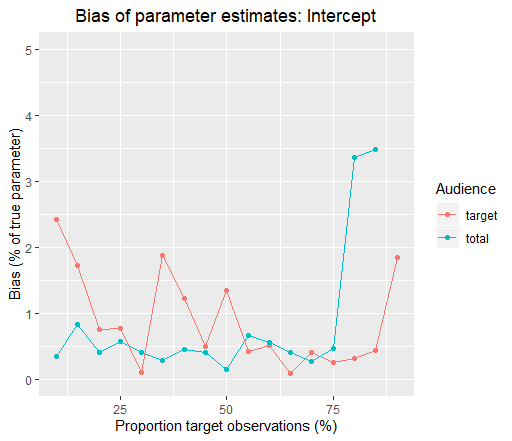 Bias of parameter estimates: Intercept
Bias (% of true parameter)
5
4
3
2
1
0
25
50
75
Proportion target observations (%)
Audience
target
total